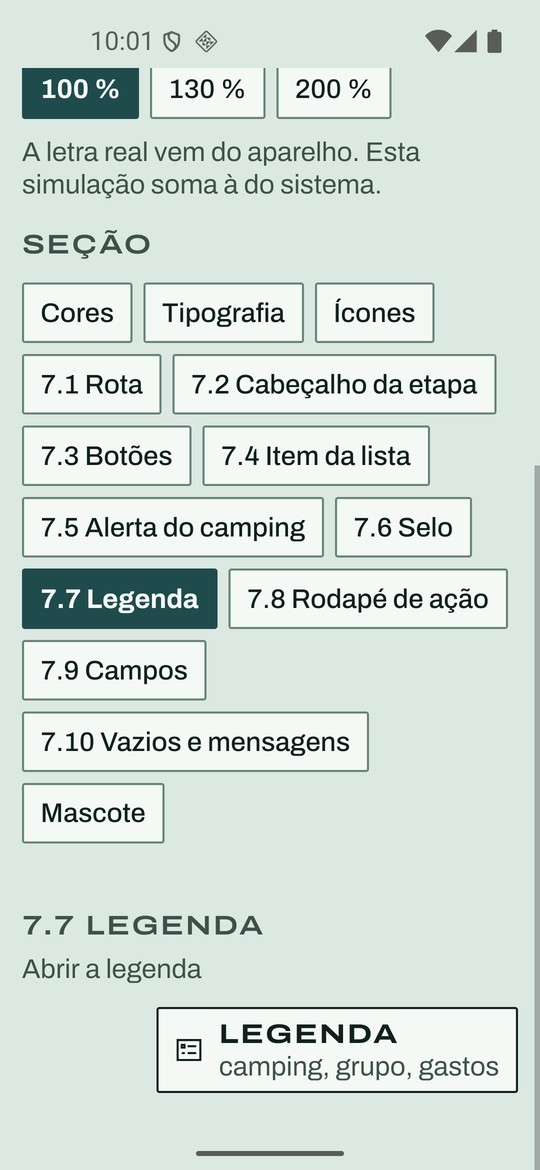 10:01
100 % 130 % 200 %
A letra real vem do aparelho. Esta
simulação soma à do sistema.
SEÇÃO
Cores Tipografia Ícones
7.1 Rota 7.2 Cabeçalho da etapa
7.3 Botões 7.4 Item da lista
7.5 Alerta do camping 7.6 Selo
7.7 Legenda 7.8 Rodapé de ação
7.9 Campos
7.10 Vazios e mensagens
Mascote
7.7 LEGENDA
Abrir a legenda
LEGENDA
camping, grupo, gastos